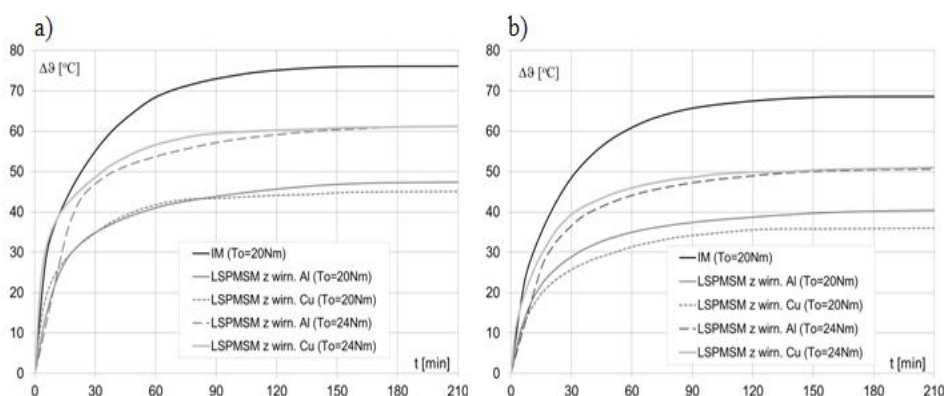 a)
80
70
60
50
40
30
20
10
0
Δϑ [°C]
IM (To=20Nm)
LSPMSM z wirn. Al (To=20Nm)
LSPMSM z wirn. Cu (To=20Nm)
LSPMSM z wirn. Al (To=24Nm)
LSPMSM z wirn. Cu (To=24Nm)
t [min]
0 30 60 90 120 150 180 210
b)
80
70
60
50
40
30
20
10
0
Δϑ [°C]
IM (To=20Nm)
LSPMSM z wirn. Al (To=20Nm)
LSPMSM z wirn. Cu (To=20Nm)
LSPMSM z wirn. Al (To=24Nm)
LSPMSM z wirn. Cu (To=24Nm)
t [min]
0 30 60 90 120 150 180 210